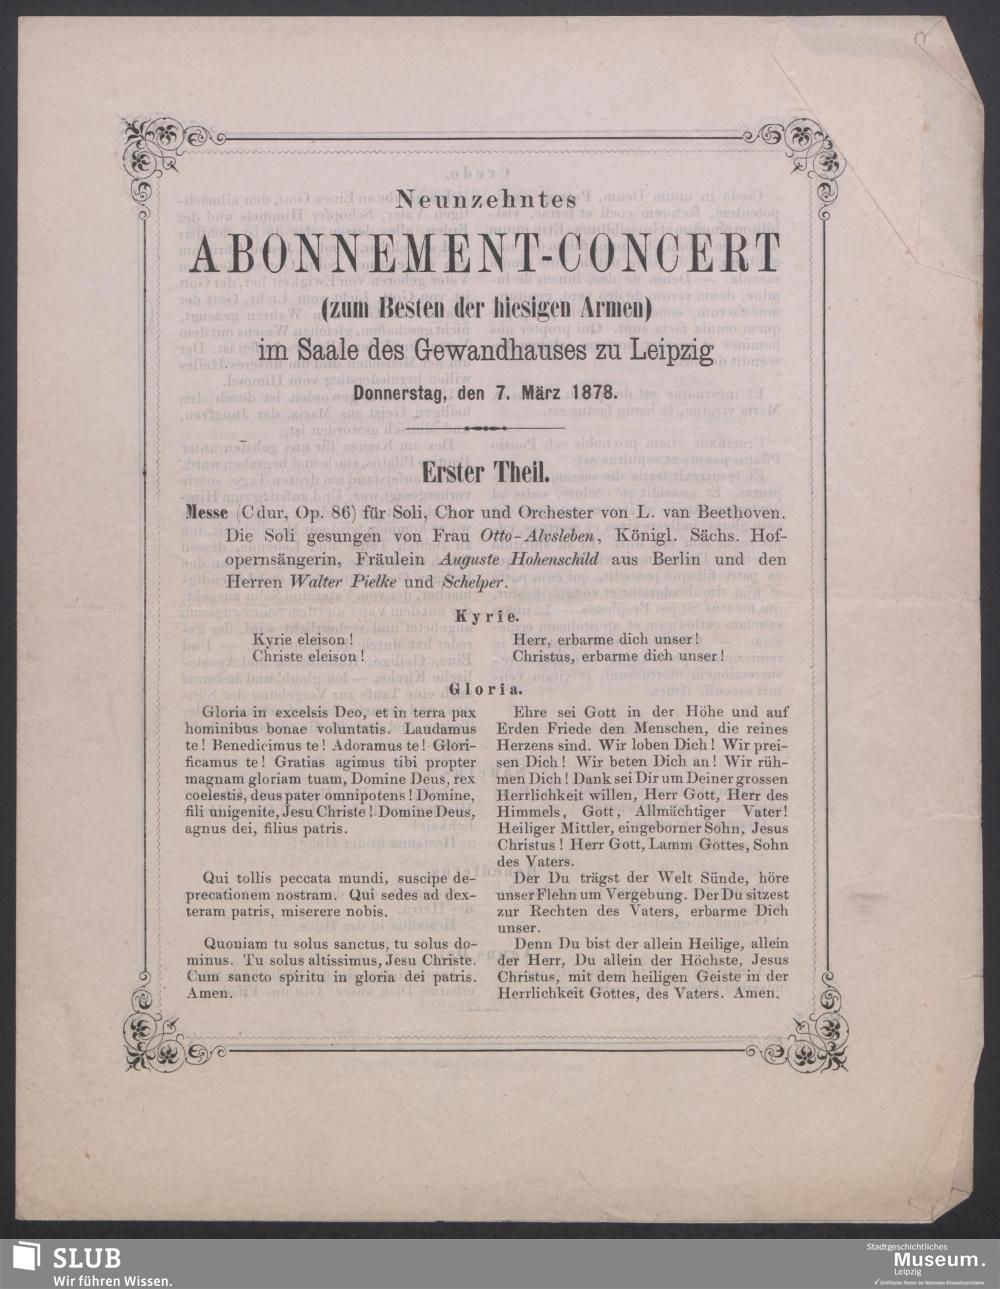 Neunzehntes
ABONNEMENT-CONCERT
(zum Besten der hiesigen Armen)
im Saale des Gewandhauses zu Leipzig
Donnerstag, den 7. März 1878.
Erster Theil.
Messe (C dur, Op. 86) für Soli, Chor und Orchester von L. van Beethoven.
Die Soli gesungen von Frau Otto-Alvsleben, Königl. Sächs. Hof-
opernsängerin, Fräulein Auguste Hohenschild aus Berlin und den
Herren Walter Pielke und Schelper.
Kyrie.
Kyrie eleison!
Christe eleison!
Herr, erbarme dich unser!
Christus, erbarme dich unser!
Gloria.
Gloria in excelsis Deo, et in terra pax
hominibus bonae voluntatis. Laudamus
te! Benedicimus te! Adoramus te! Glori-
ficamus te! Gratias agimus tibi propter
magnam gloriam tuam, Domine Deus, rex
coelestis, deus pater omnipotens! Domine,
fili unigenite, Jesu Christe! Domine Deus,
agnus dei, filius patris.
Qui tollis peccata mundi, suscipe de-
precationem nostram. Qui sedes ad dex-
teram patris, miserere nobis.
Quoniam tu solus sanctus, tu solus do-
minus. Tu solus altissimus, Jesu Christe.
Cum sancto spiritu in gloria dei patris.
Amen.
Ehre sei Gott in der Höhe und auf
Erden Friede den Menschen, die reines
Herzens sind. Wir loben Dich! Wir prei-
sen Dich! Wir beten Dich an! Wir rüh-
men Dich! Dank sei Dir um Deiner grossen
Herrlichkeit willen, Herr Gott, Herr des
Himmels, Gott, Allmächtiger Vater!
Heiliger Mittler, eingeborner Sohn, Jesus
Christus! Herr Gott, Lamm Gottes, Sohn
des Vaters.
Der Du trägst der Welt Sünde, höre
unser Flehn um Vergebung. Der Du sitzest
zur Rechten des Vaters, erbarme Dich
unser.
Denn Du bist der allein Heilige, allein
der Herr, Du allein der Höchste, Jesus
Christus, mit dem heiligen Geiste in der
Herrlichkeit Gottes, des Vaters. Amen.
SLUB
Wir führen Wissen.
Stadtgeschichtliches
Museum.
Leipzig
Zertifizierter Partner der Nationalen Klimaschutzinitiative